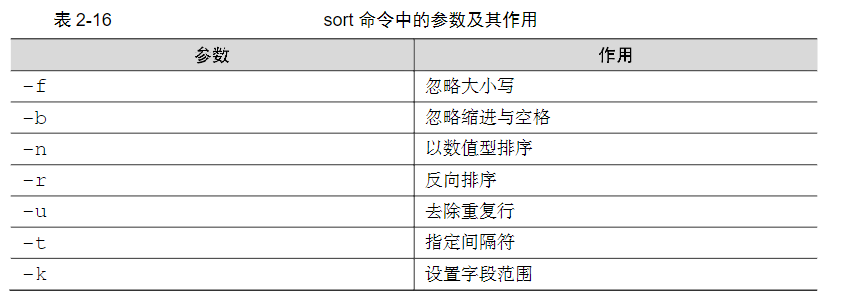 表 2-16 sort 命令中的参数及其作用
参数 作用
-f 忽略大小写
-b 忽略缩进与空格
-n 以数值型排序
-r 反向排序
-u 去除重复行
-t 指定间隔符
-k 设置字段范围